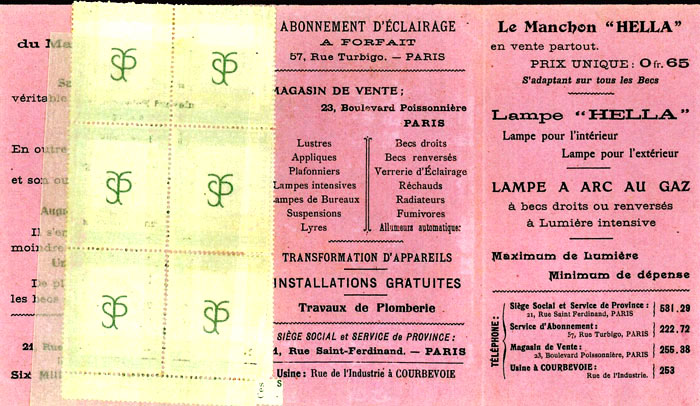 du
véritable
En outre
et son
Il s'en
moindre
De pl
les becs
21, Rue
Six Mill
ABONNEMENT D'ÉCLAIRAGE
A FORFAIT
57, Rue Turbigo. — PARIS
MAGASIN DE VENTE ;
23, Boulevard Poissonnière
PARIS
Lustres
Appliques
Plafonniers
Lampes intensives
Lampes de Bureaux
Suspensions
Lyres
Becs droits
Becs renversés
Verrerie d'Éclairage
Réchauds
Radiateurs
Fumivores
Allumeurs automatique:
TRANSFORMATION D'APPAREILS
INSTALLATIONS GRATUITES
Travaux de Plomberie
SIÈGE SOCIAL et SERVICE de PROVINCE :
21, Rue Saint-Ferdinand. — PARIS
Usine : Rue de l'Industrie à COURBEVOIE
Le Manchon "HELLA"
en vente partout.
PRIX UNIQUE : 0 fr. 65
S'adaptant sur tous les Becs
Lampe "HELLA"
Lampe pour l'intérieur
Lampe pour l'extérieur
LAMPE A ARC AU GAZ
à becs droits ou renversés
à Lumière intensive
Maximum de Lumière
Minimum de dépense
TÉLÉPHONE :
Siège Social et Service de Province : 581.29
21, Rue Saint Ferdinand, PARIS
Service d'Abonnement : 222.72
57, Rue Turbigo, PARIS
Magasin de Vente : 255.38
23, Boulevard Poissonnière, PARIS
Usine à COURBEVOIE : 253
Rue de l'Industrie.